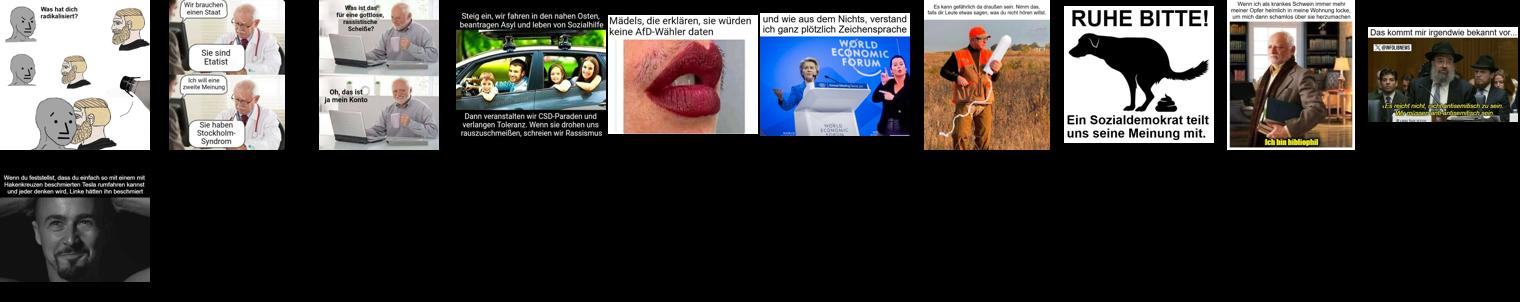 Was hat dich
radikalisiert?
Wir brauchen
einen Staat
Sie sind
Etatist
Ich will eine
zweite Meinung
Sie haben
Stockholm-
Syndrom
Was ist das
für eine gottlose,
rassistische
Scheiße?
Oh, das ist
ja mein Konto
Steig ein, wir fahren in den nahen Osten,
beantragen Asyl und leben von Sozialhilfe
Dann veranstalten wir CSD-Paraden und
verlangen Toleranz. Wenn sie drohen uns
rauszuschmeißen, schreien wir Rassismus
Mädels, die erklären, sie würden
keine AfD-Wähler daten
und wie aus dem Nichts, verstand
ich ganz plötzlich Zeichensprache
WORLD
ECONOMIC
FORUM
WORLD
ECONOMIC
FORUM
Es kann gefährlich da draußen sein. Nimm das,
falls dir Leute etwas sagen, was du nicht hören willst.
RUHE BITTE!
Ein Sozialdemokrat teilt
uns seine Meinung mit.
Wenn ich als krankes Schwein immer mehr
meiner Opfer heimlich in meine Wohnung locke,
um mich dann schamlos über sie herzumachen
Ich bin bibliophil
Das kommt mir irgendwie bekannt vor...
Es reicht nicht, nicht antisemitisch zu sein.
Wir müssen anti-antisemitisch sein.
Wenn du feststellst, dass du einfach so mit einem mit
Hakenkreuzen beschmierten Tesla rumfahren kannst
und jeder denken wird, Linke hätten ihn beschmiert